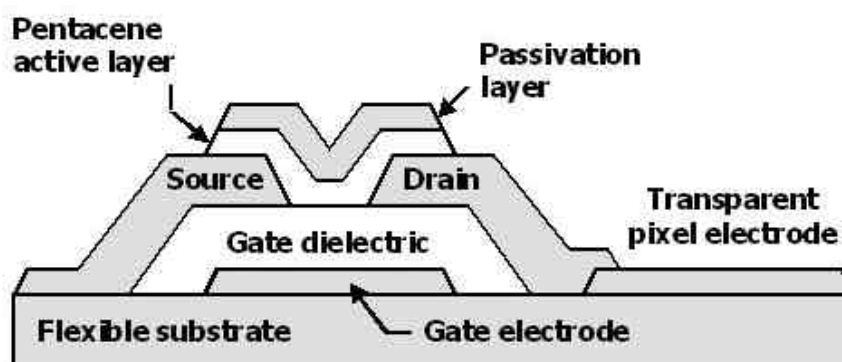 Pentacene
active layer
Passivation
layer
Source
Drain
Transparent
pixel electrode
Gate dielectric
Flexible substrate
Gate electrode